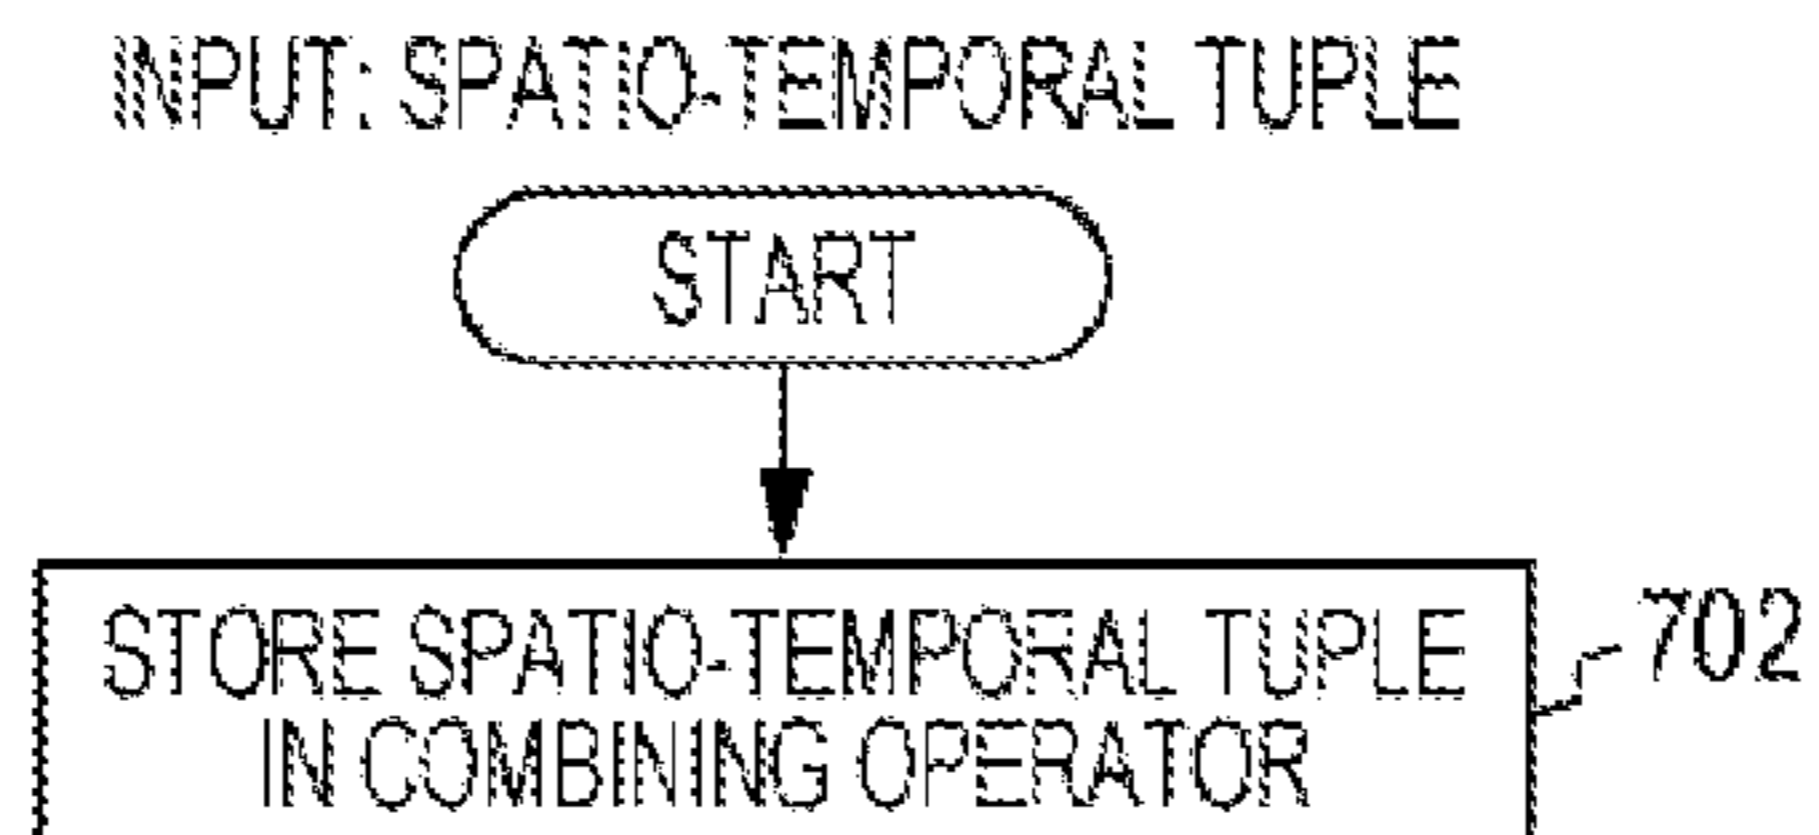 INPUT: SPATIO-TEMPORAL TUPLE
START
STORE SPATIO-TEMPORAL TUPLE
IN COMBINING OPERATOR
702